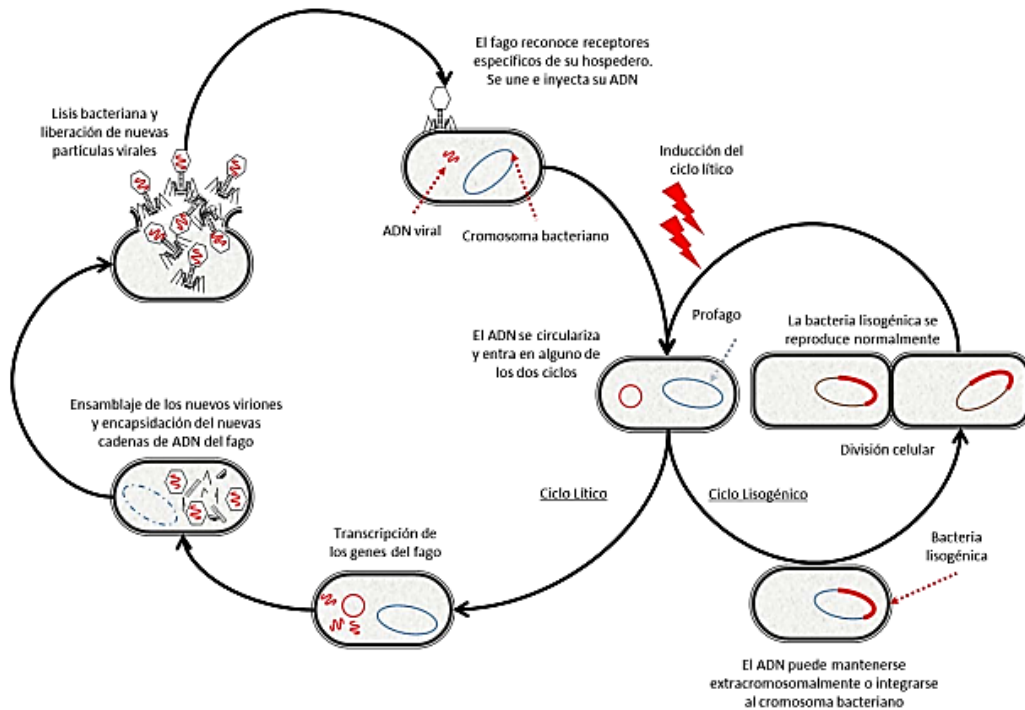 El fago reconoce receptores
específicos de su hospedero.
Se une e inyecta su ADN
Lisis bacteriana y
liberación de nuevas
partículas virales
Inducción del
ciclo lítico
ADN viral
Cromosoma bacteriano
Profago
El ADN se circulariza
y entra en alguno de
los dos ciclos
La bacteria lisogénica se
reproduce normalmente
División celular
Ensamblaje de los nuevos viriones
y encapsidación del nuevas
cadenas de ADN del fago
Ciclo Lítico
Ciclo Lisogénico
Transcripción de
los genes del fago
Bacteria
lisogénica
El ADN puede mantenerse
extracromosomalmente o integrarse
al cromosoma bacteriano